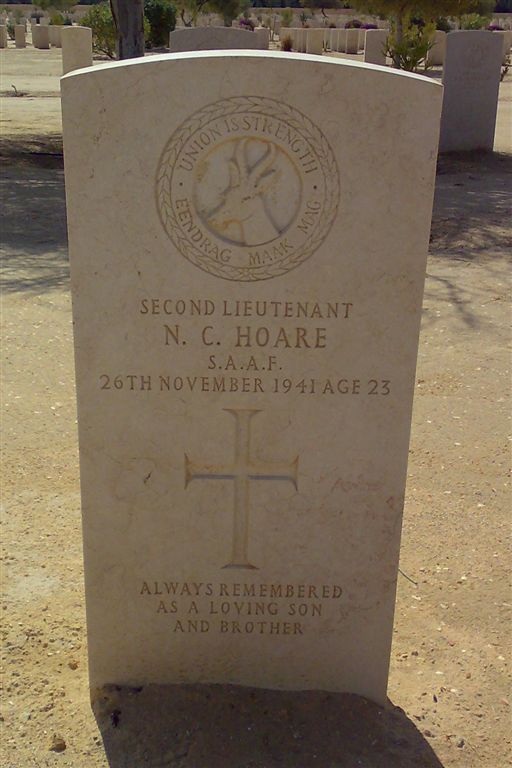 · UNION IS STRENGTH ·
EENDRAG MAAK MAG
SECOND LIEUTENANT
N. C. HOARE
S.A.A.F.
26TH NOVEMBER 1941 AGE 23
ALWAYS REMEMBERED
AS A LOVING SON
AND BROTHER